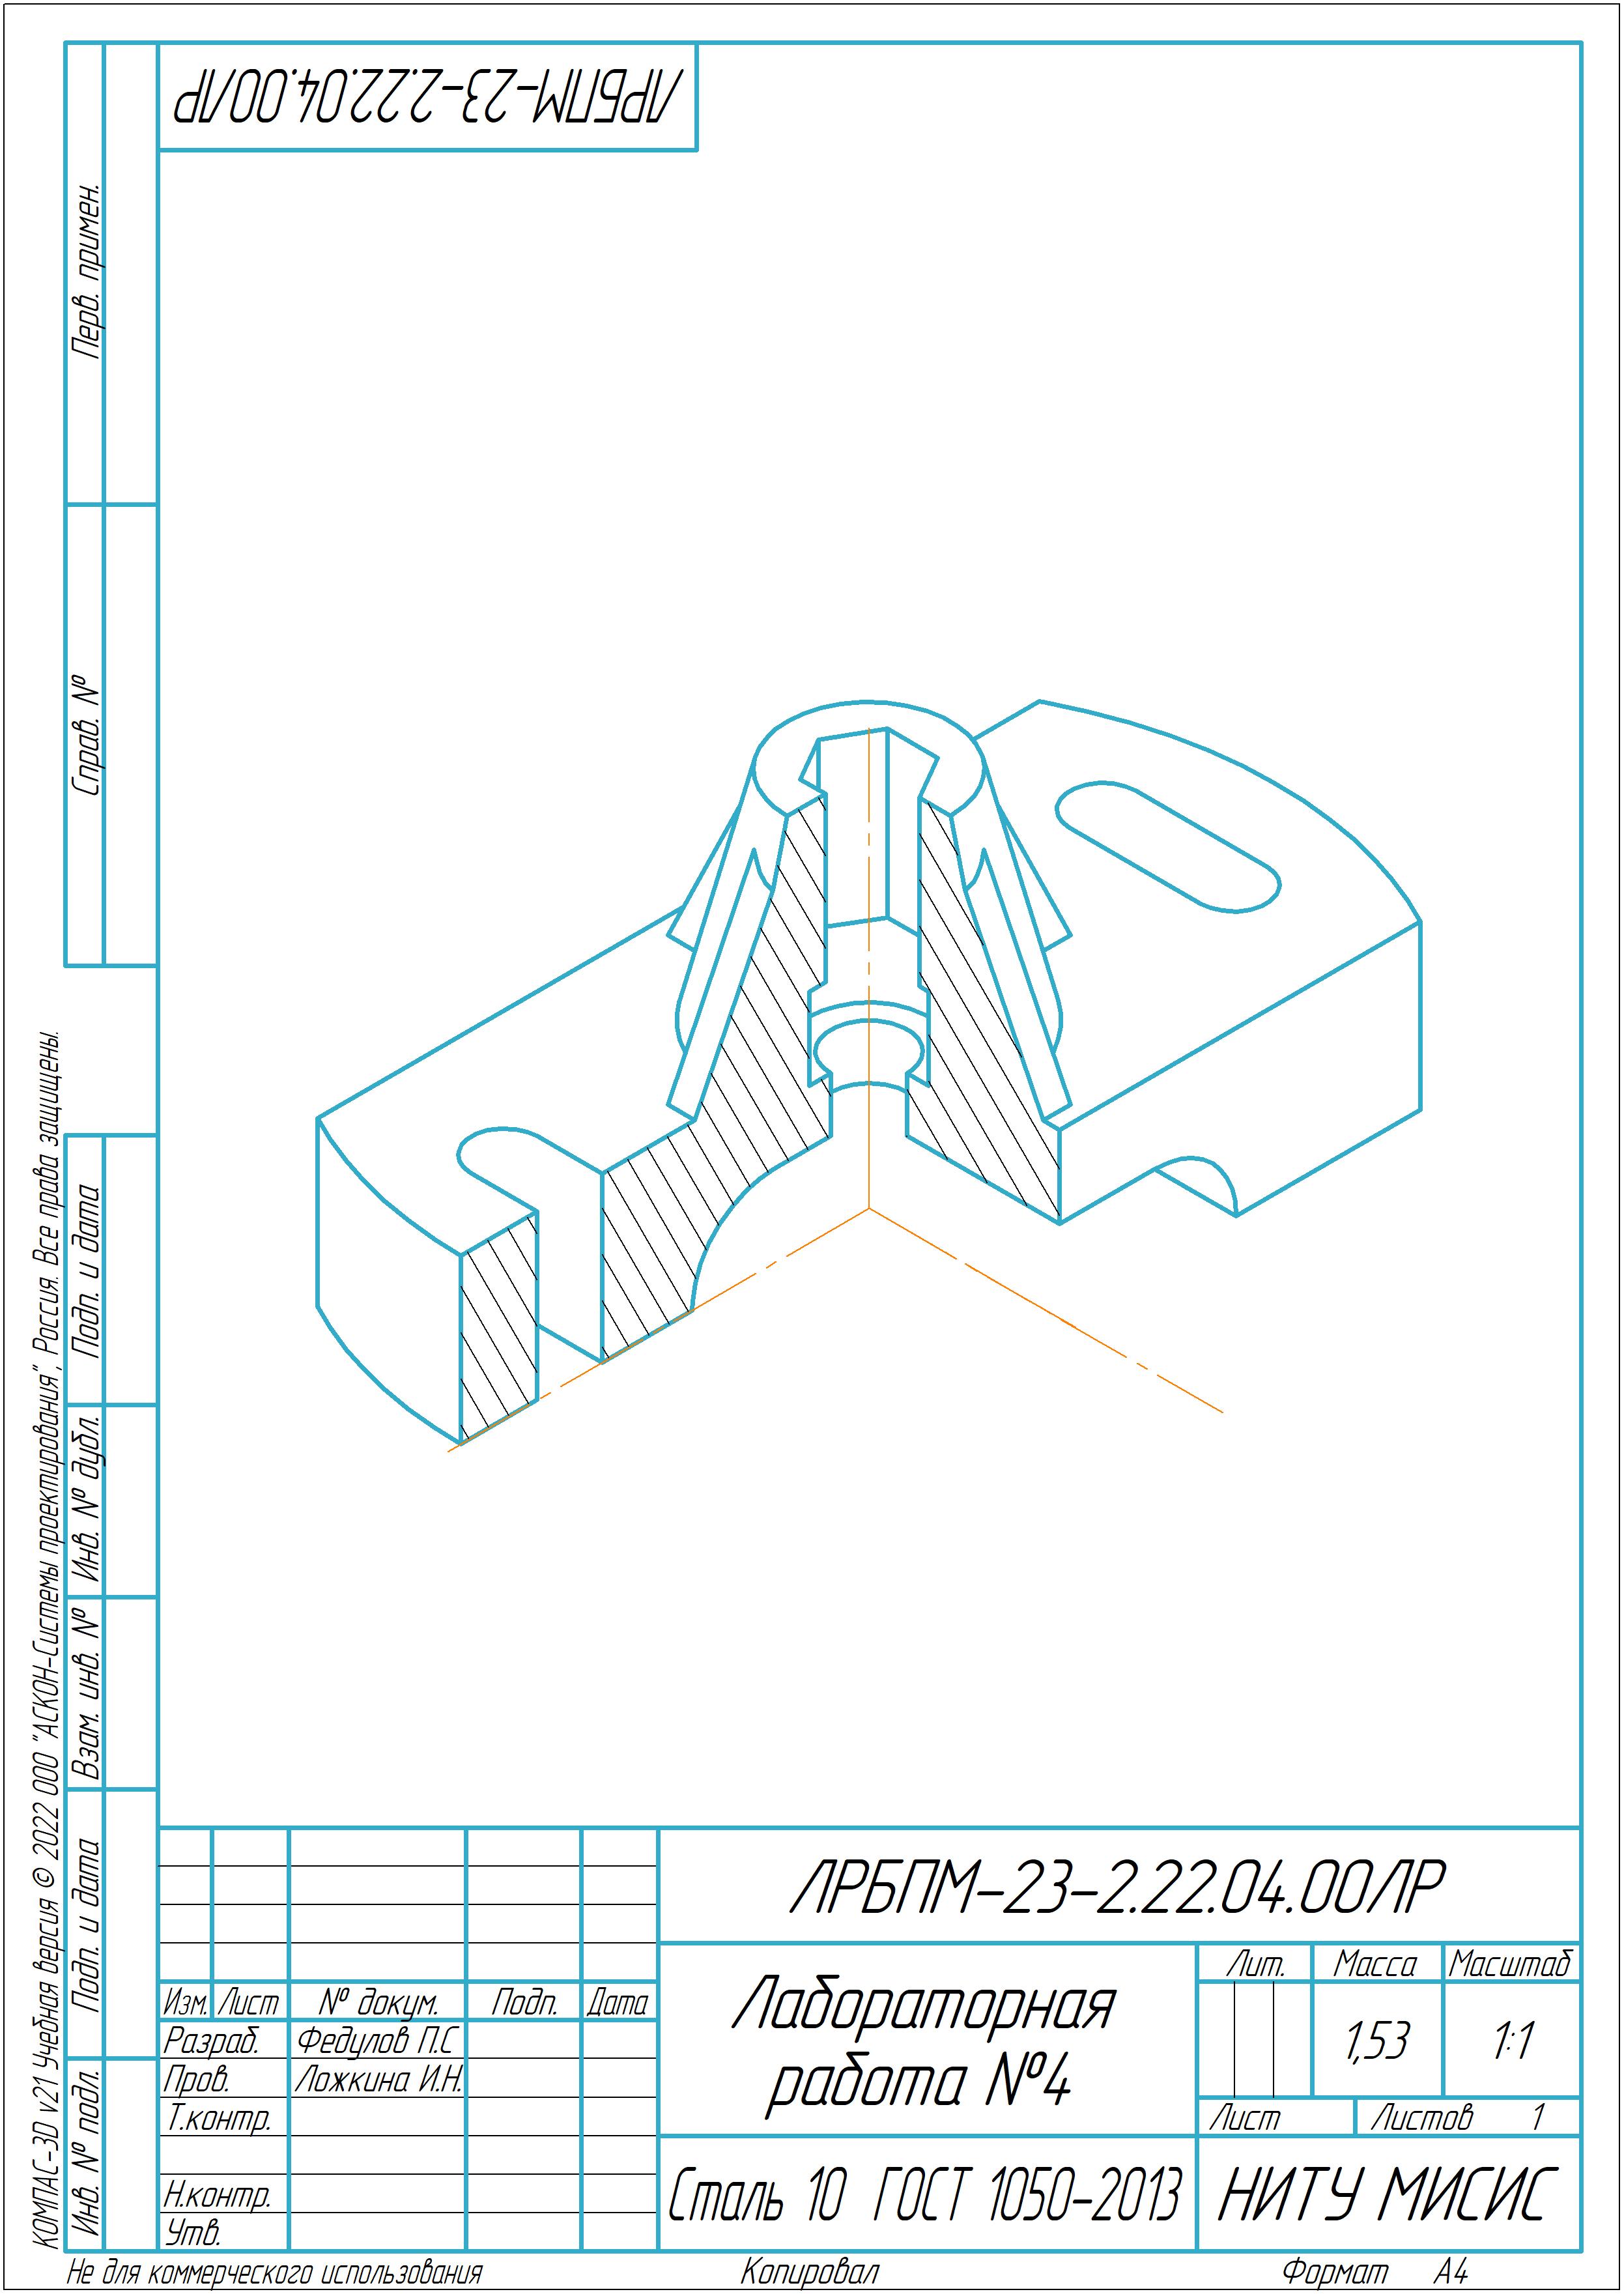 ЛРБПМ-23-2.22.04.00/ЛР
Перв. примен.
Справ. №
Подп. и дата
Инв. № дубл.
Взам. инв. №
Подп. и дата
Инв. № подл.
КОМПАС-3D v21 Учебная версия © 2022 ООО "АСКОН-Системы проектирования", Россия. Все права защищены.
ЛРБПМ-23-2.22.04.00/ЛР
Лит. Масса Масштаб
Изм. Лист № докум. Подп. Дата
Разраб. Федулов П.С
Пров. Ложкина И.Н.
Т.контр.
Н.контр.
Утв.
Лабораторная
работа №4
1,53 1:1
Лист Листов 1
Сталь 10 ГОСТ 1050-2013
НИТУ МИСИС
Не для коммерческого использования Копировал Формат А4